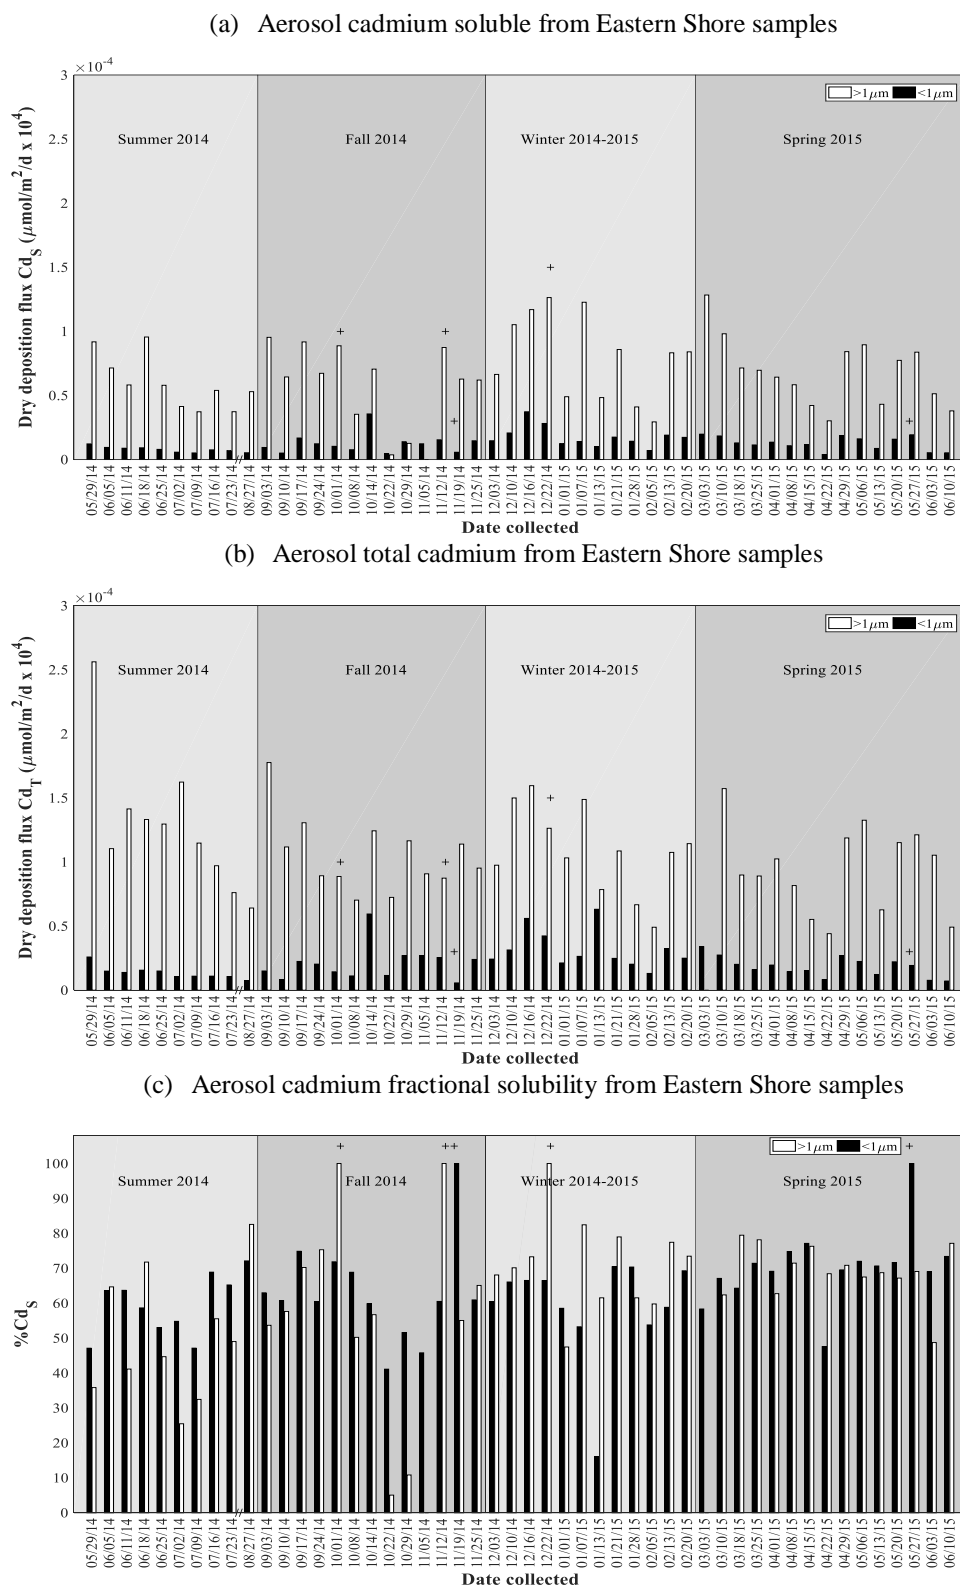 (a) Aerosol cadmium soluble from Eastern Shore samples
×10⁻⁴
>1μm <1μm
Summer 2014 Fall 2014 Winter 2014-2015 Spring 2015
3
2.5
2
1.5
1
0.5
0
Dry deposition flux Cd_S (μmol/m²/d x 10⁴)
05/29/14 06/05/14 06/11/14 06/18/14 06/25/14 07/02/14 07/09/14 07/16/14 07/23/14 // 08/27/14 09/03/14 09/10/14 09/17/14 09/24/14 10/01/14 10/08/14 10/14/14 10/22/14 10/29/14 11/05/14 11/12/14 11/19/14 11/25/14 12/03/14 12/10/14 12/16/14 12/22/14 01/01/15 01/07/15 01/13/15 01/21/15 01/28/15 02/05/15 02/13/15 02/20/15 03/03/15 03/10/15 03/18/15 03/25/15 04/01/15 04/08/15 04/15/15 04/22/15 04/29/15 05/06/15 05/13/15 05/20/15 05/27/15 06/03/15 06/10/15
Date collected
(b) Aerosol total cadmium from Eastern Shore samples
×10⁻⁴
>1μm <1μm
Summer 2014 Fall 2014 Winter 2014-2015 Spring 2015
3
2.5
2
1.5
1
0.5
0
Dry deposition flux Cd_T (μmol/m²/d x 10⁴)
05/29/14 06/05/14 06/11/14 06/18/14 06/25/14 07/02/14 07/09/14 07/16/14 07/23/14 // 08/27/14 09/03/14 09/10/14 09/17/14 09/24/14 10/01/14 10/08/14 10/14/14 10/22/14 10/29/14 11/05/14 11/12/14 11/19/14 11/25/14 12/03/14 12/10/14 12/16/14 12/22/14 01/01/15 01/07/15 01/13/15 01/21/15 01/28/15 02/05/15 02/13/15 02/20/15 03/03/15 03/10/15 03/18/15 03/25/15 04/01/15 04/08/15 04/15/15 04/22/15 04/29/15 05/06/15 05/13/15 05/20/15 05/27/15 06/03/15 06/10/15
Date collected
(c) Aerosol cadmium fractional solubility from Eastern Shore samples
>1μm <1μm
Summer 2014 Fall 2014 Winter 2014-2015 Spring 2015
100
90
80
70
60
50
40
30
20
10
0
%Cd_S
05/29/14 06/05/14 06/11/14 06/18/14 06/25/14 07/02/14 07/09/14 07/16/14 07/23/14 // 08/27/14 09/03/14 09/10/14 09/17/14 09/24/14 10/01/14 10/08/14 10/14/14 10/22/14 10/29/14 11/05/14 11/12/14 11/19/14 11/25/14 12/03/14 12/10/14 12/16/14 12/22/14 01/01/15 01/07/15 01/13/15 01/21/15 01/28/15 02/05/15 02/13/15 02/20/15 03/03/15 03/10/15 03/18/15 03/25/15 04/01/15 04/08/15 04/15/15 04/22/15 04/29/15 05/06/15 05/13/15 05/20/15 05/27/15 06/03/15 06/10/15
Date collected